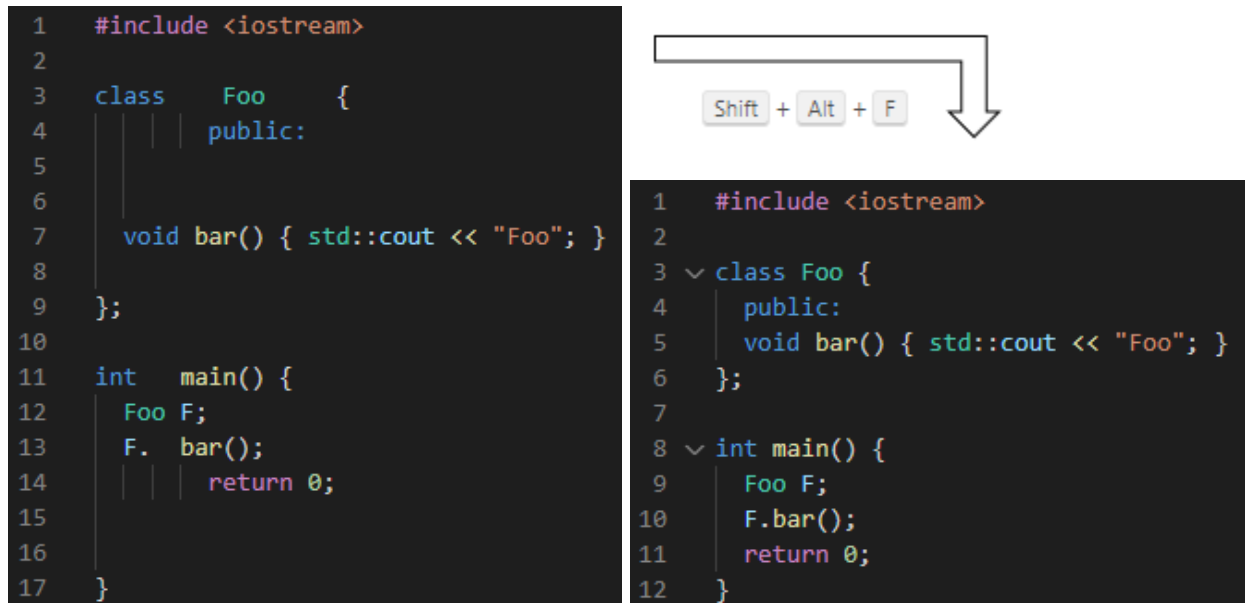 1 #include <iostream>
2
3 class    Foo     {
4         public:
5
6
7   void bar() { std::cout << "Foo"; }
8
9 };
10
11 int   main() {
12   Foo F;
13   F.  bar();
14         return 0;
15
16
17 }
Shift + Alt + F
1 #include <iostream>
2
3 class Foo {
4   public:
5   void bar() { std::cout << "Foo"; }
6 };
7
8 int main() {
9   Foo F;
10   F.bar();
11   return 0;
12 }